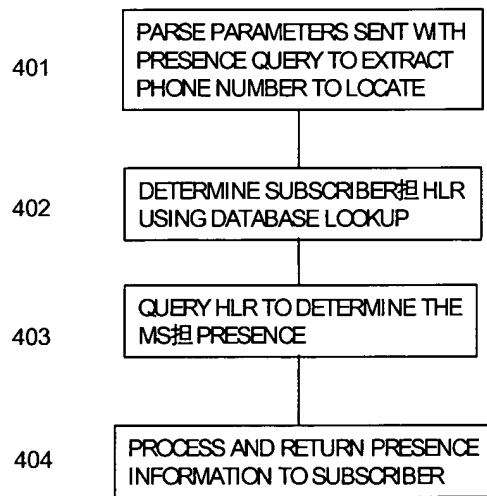 401
PARSE PARAMETERS SENT WITH
PRESENCE QUERY TO EXTRACT
PHONE NUMBER TO LOCATE
402
DETERMINE SUBSCRIBER担 HLR
USING DATABASE LOOKUP
403
QUERY HLR TO DETERMINE THE
MS担 PRESENCE
404
PROCESS AND RETURN PRESENCE
INFORMATION TO SUBSCRIBER